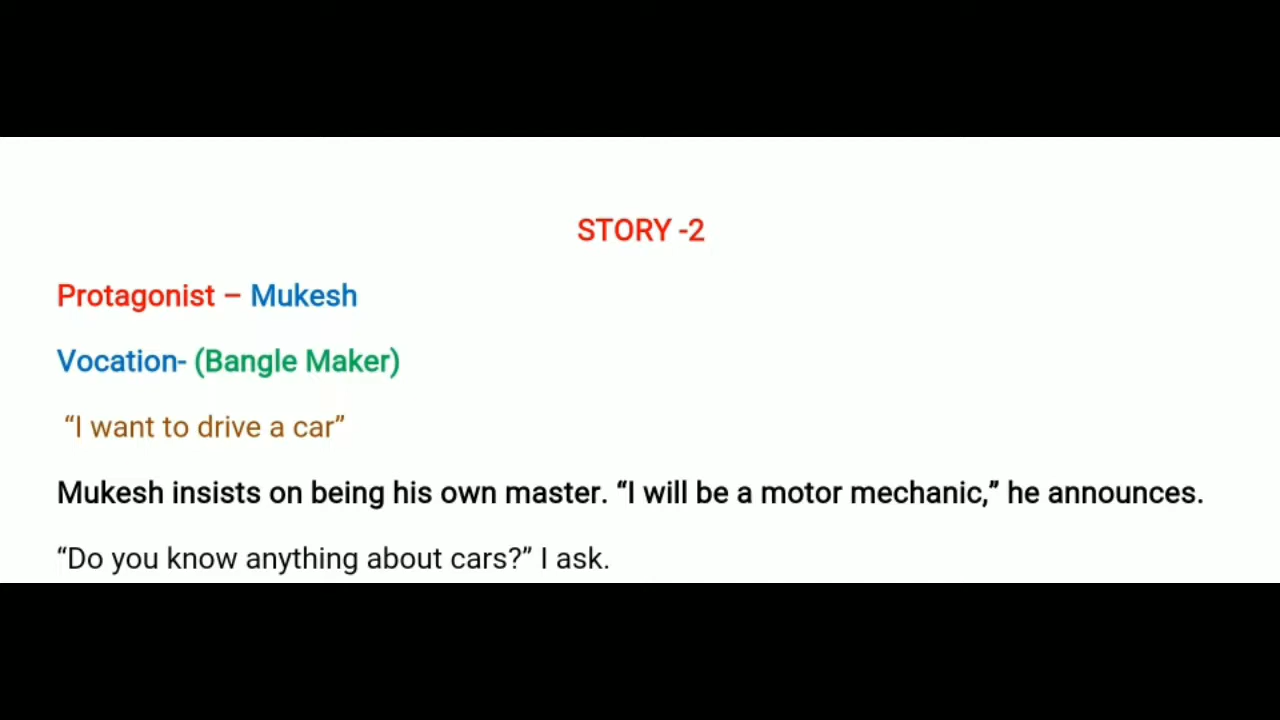 STORY -2
Protagonist – Mukesh
Vocation- (Bangle Maker)
“I want to drive a car”
Mukesh insists on being his own master. “I will be a motor mechanic,” he announces.
“Do you know anything about cars?” I ask.